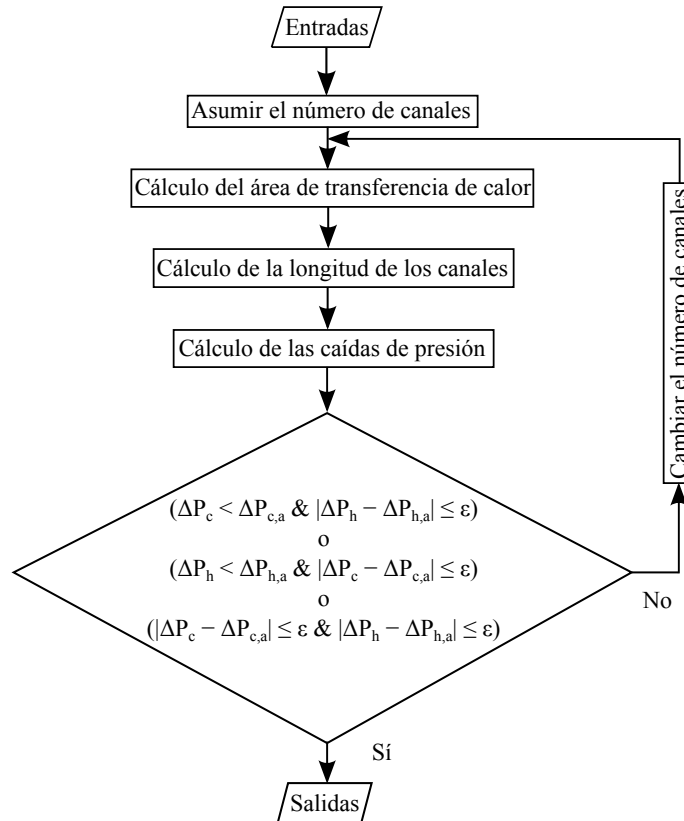 Entradas
Asumir el número de canales
Cálculo del área de transferencia de calor
Cálculo de la longitud de los canales
Cálculo de las caídas de presión
(ΔP_c < ΔP_c,a & |ΔP_h − ΔP_h,a| ≤ ε)
o
(ΔP_h < ΔP_h,a & |ΔP_c − ΔP_c,a| ≤ ε)
o
(|ΔP_c − ΔP_c,a| ≤ ε & |ΔP_h − ΔP_h,a| ≤ ε)
No
Cambiar el número de canales
Sí
Salidas